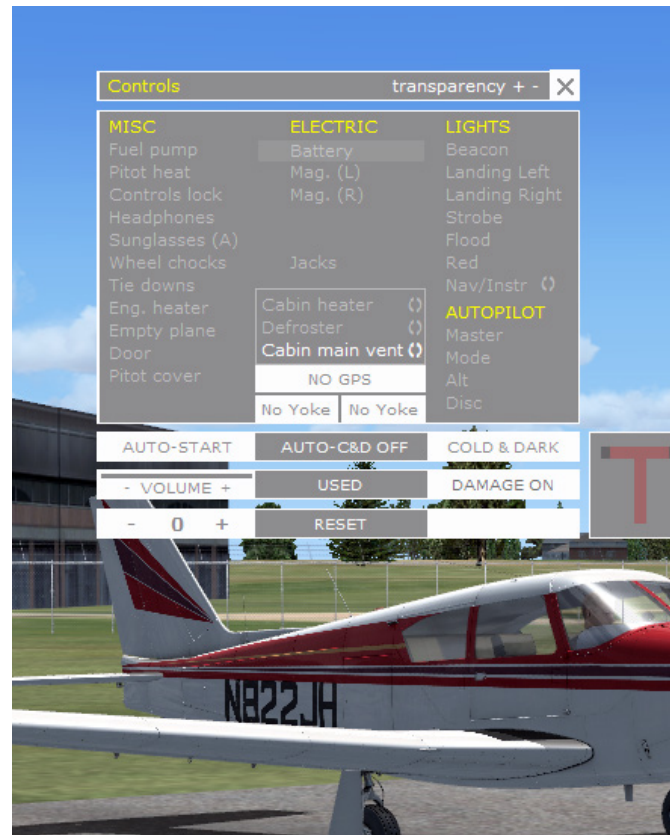 Controls transparency + -
MISC ELECTRIC LIGHTS
Fuel pump Battery Beacon
Pitot heat Mag. (L) Landing Left
Controls lock Mag. (R) Landing Right
Headphones Strobe
Sunglasses (A) Flood
Wheel chocks Jacks Red
Tie downs Nav/Instr
Eng. heater Cabin heater AUTOPILOT
Empty plane Defroster Master
Door Cabin main vent Mode
Pitot cover NO GPS Alt
No Yoke No Yoke Disc
AUTO-START AUTO-C&D OFF COLD & DARK
- VOLUME + USED DAMAGE ON
- 0 + RESET
T
N822JH